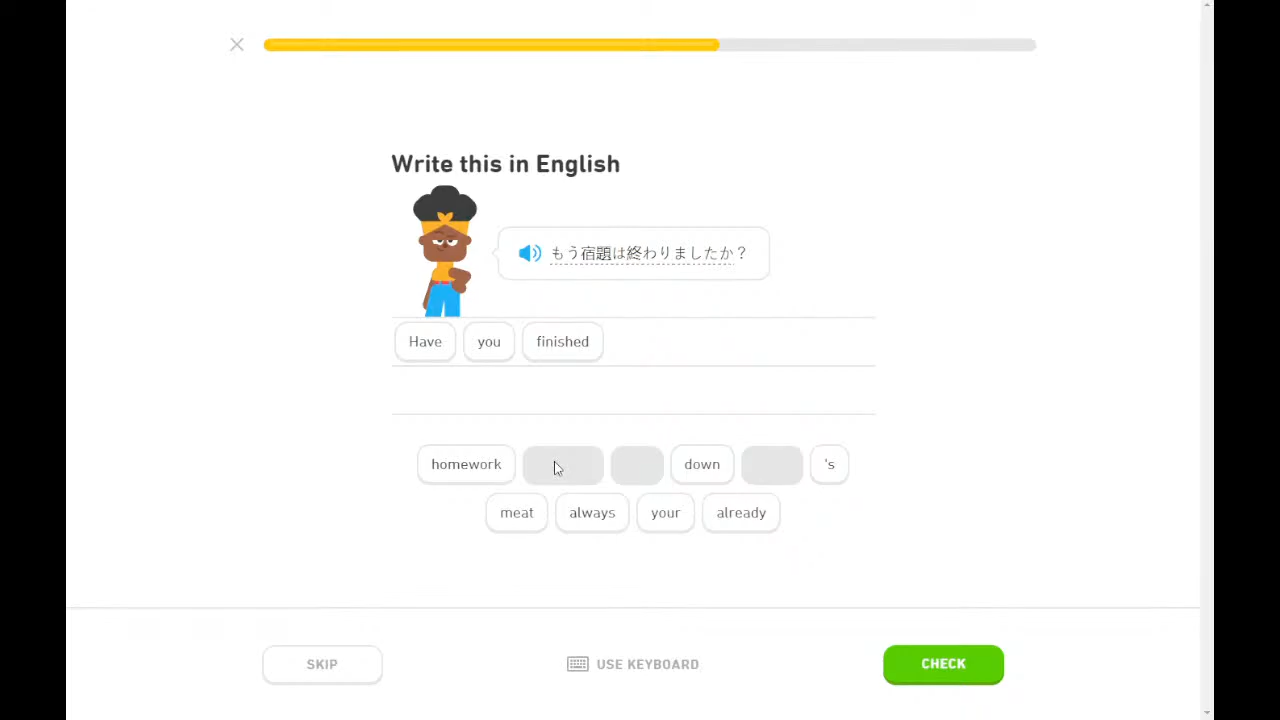 Write this in English
もう宿題は終わりましたか？
Have you finished
homework down 's
meat always your already
SKIP USE KEYBOARD CHECK